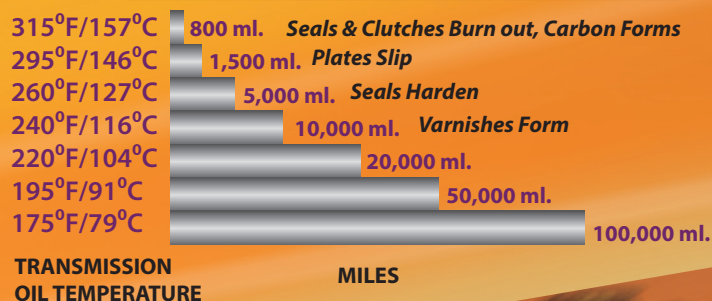 315⁰F/157⁰C 800 ml. Seals & Clutches Burn out, Carbon Forms
295⁰F/146⁰C 1,500 ml. Plates Slip
260⁰F/127⁰C 5,000 ml. Seals Harden
240⁰F/116⁰C 10,000 ml. Varnishes Form
220⁰F/104⁰C 20,000 ml.
195⁰F/91⁰C 50,000 ml.
175⁰F/79⁰C 100,000 ml.
TRANSMISSION
OIL TEMPERATURE
MILES